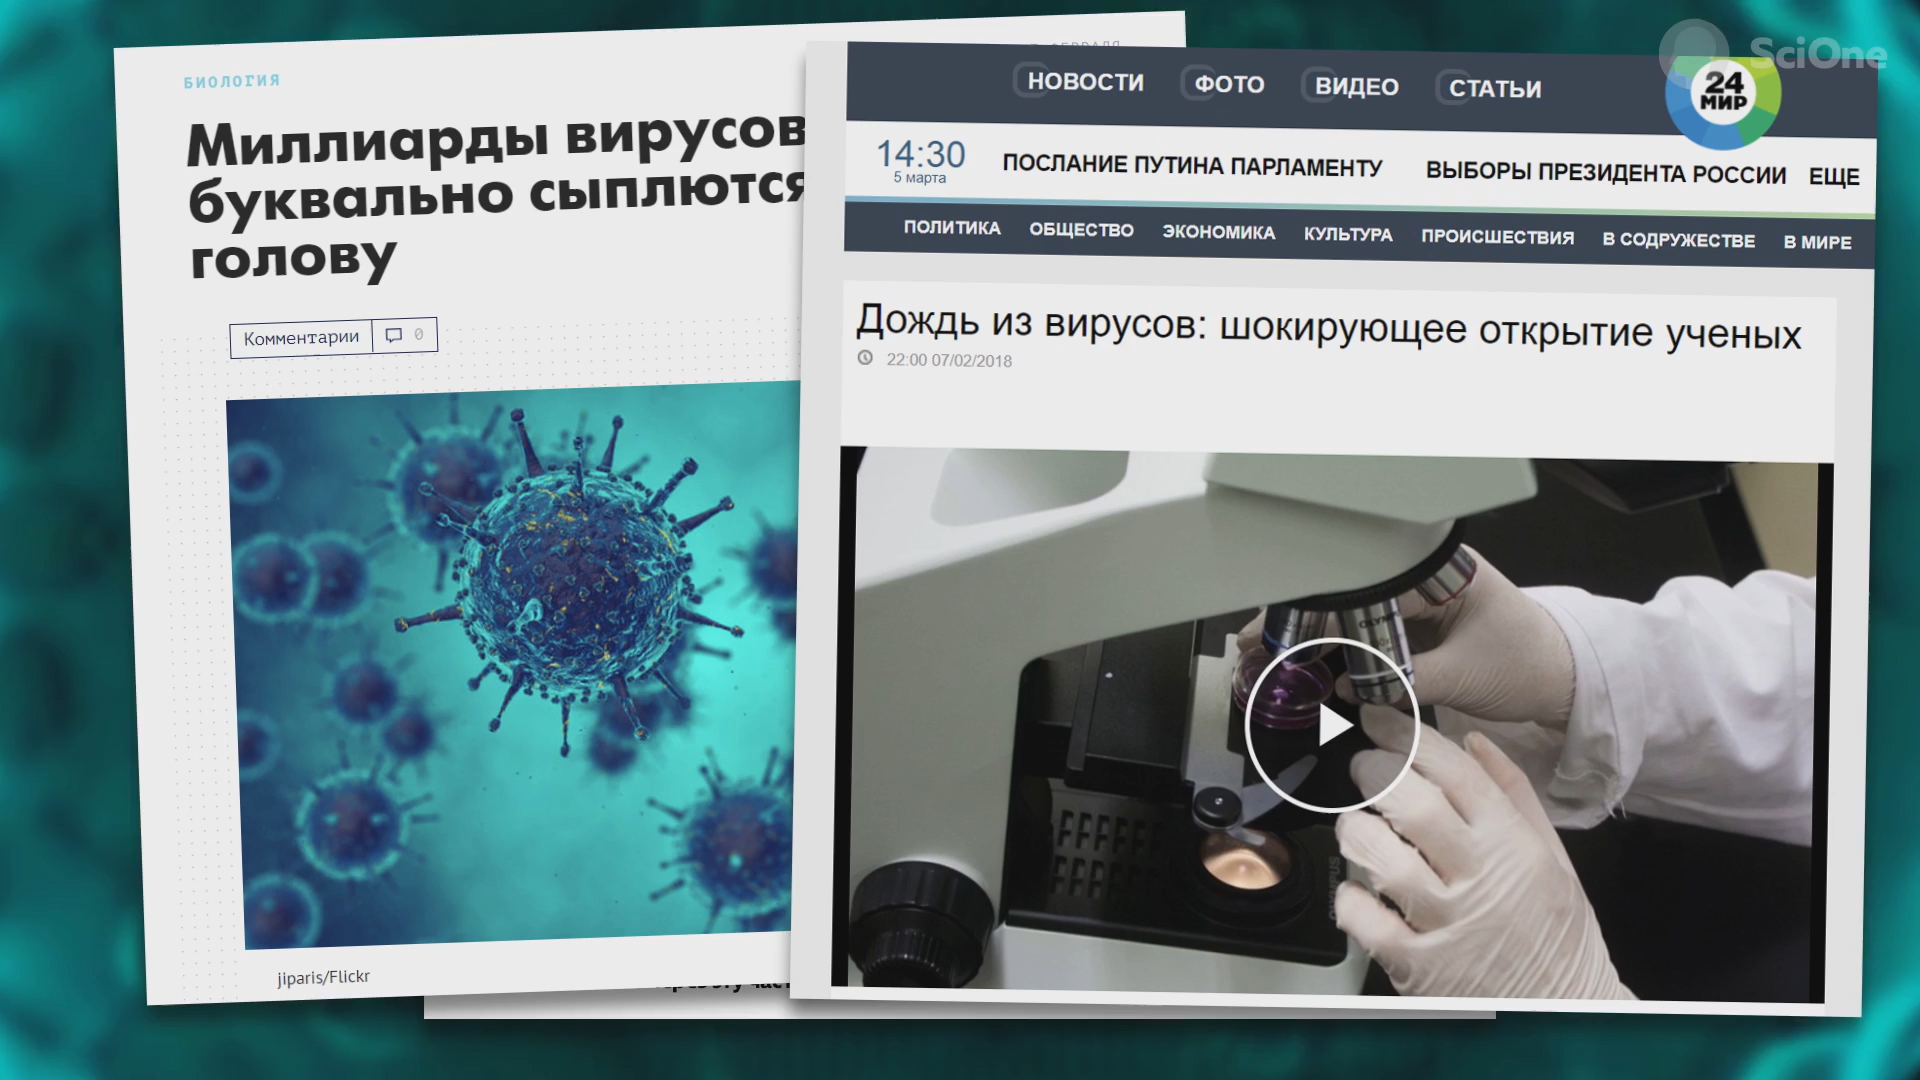 БИОЛОГИЯ
Миллиарды вирусов
буквально сыплются
голову
Комментарии 0
jiparis/Flickr
SciOne
НОВОСТИ ФОТО ВИДЕО СТАТЬИ
24
МИР
14:30
5 марта
ПОСЛАНИЕ ПУТИНА ПАРЛАМЕНТУ ВЫБОРЫ ПРЕЗИДЕНТА РОССИИ ЕЩЕ
ПОЛИТИКА ОБЩЕСТВО ЭКОНОМИКА КУЛЬТУРА ПРОИСШЕСТВИЯ В СОДРУЖЕСТВЕ В МИРЕ
Дождь из вирусов: шокирующее открытие ученых
22:00 07/02/2018
OLYMPUS